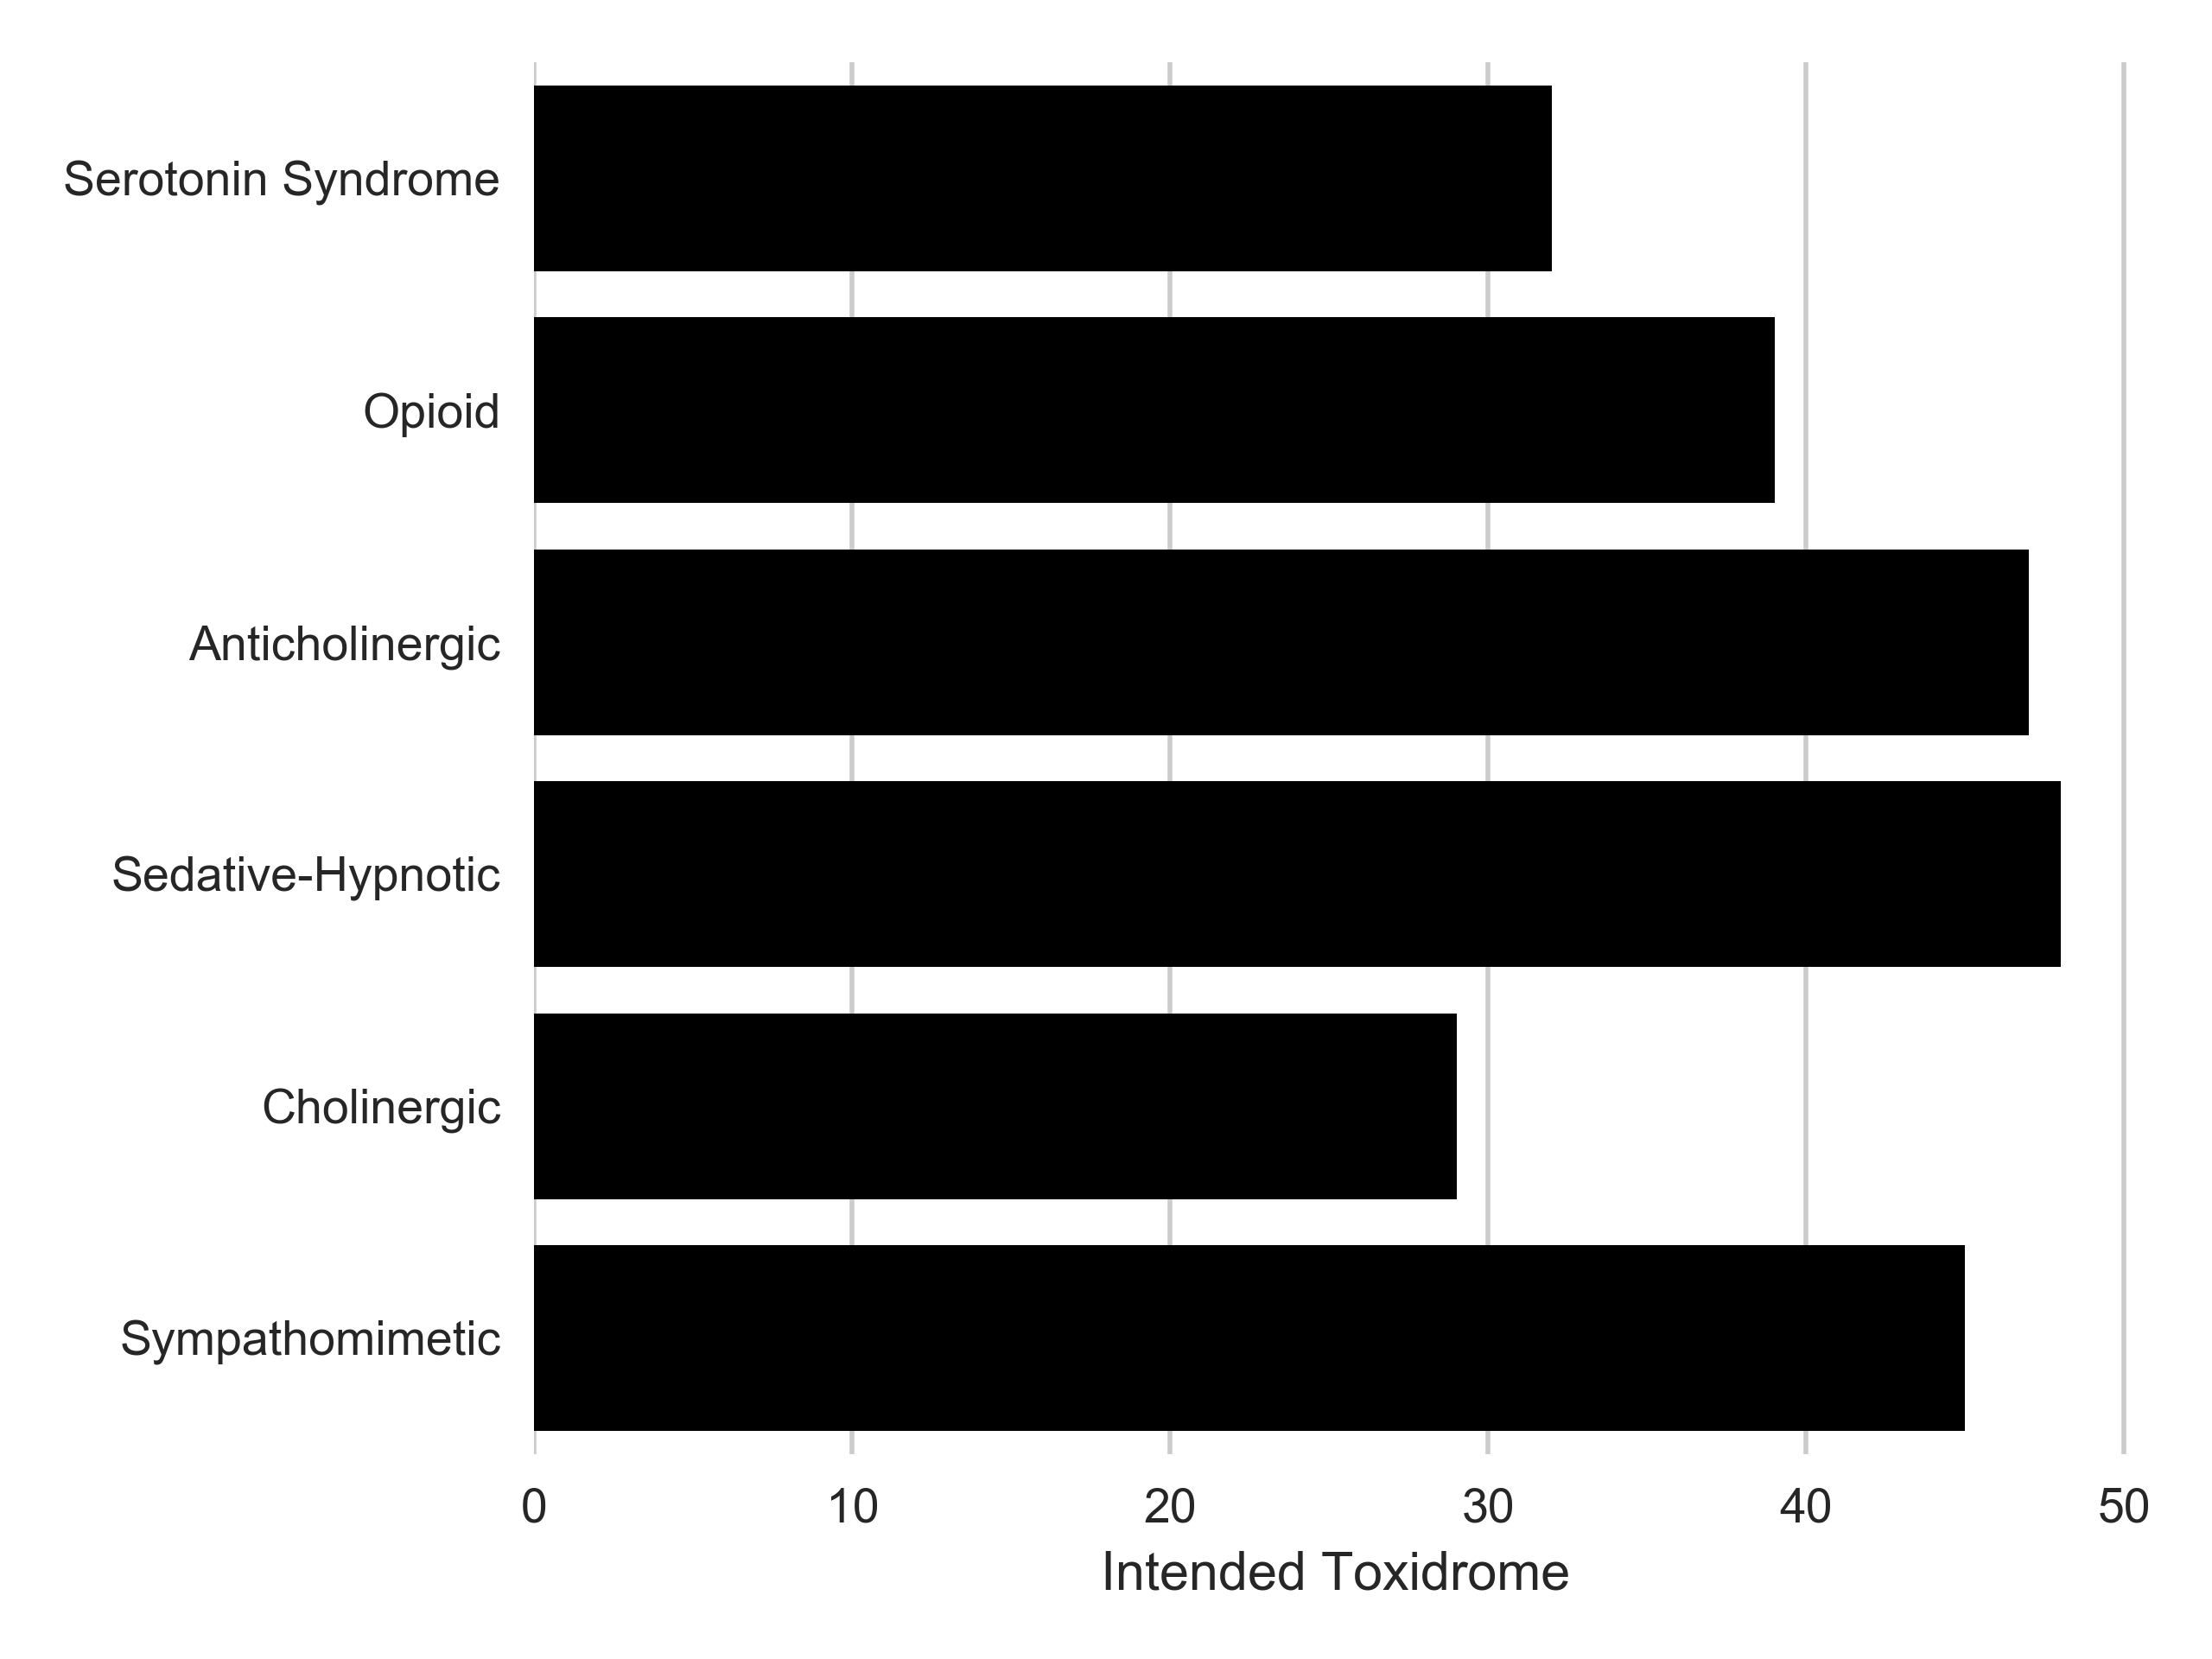 Serotonin Syndrome
Opioid
Anticholinergic
Sedative-Hypnotic
Cholinergic
Sympathomimetic
0 10 20 30 40 50
Intended Toxidrome